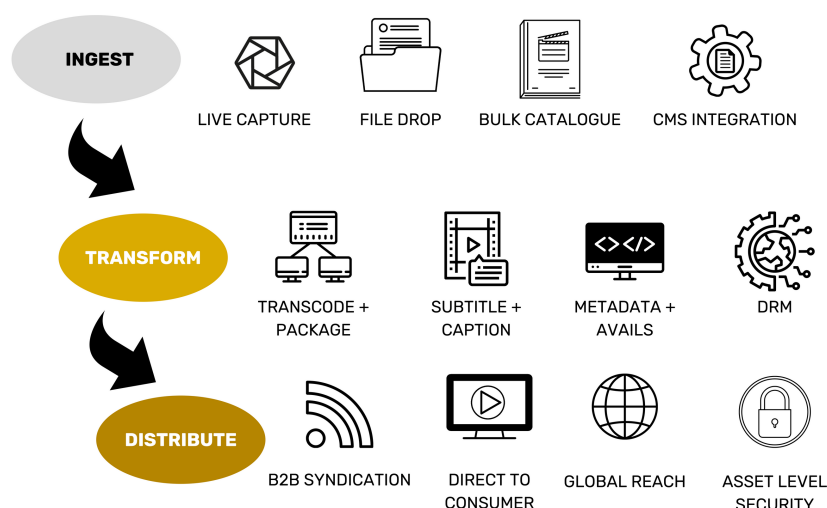 INGEST
LIVE CAPTURE
FILE DROP
BULK CATALOGUE
CMS INTEGRATION
TRANSFORM
TRANSCODE +
PACKAGE
SUBTITLE +
CAPTION
METADATA +
AVAILS
DRM
DISTRIBUTE
B2B SYNDICATION
DIRECT TO
CONSUMER
GLOBAL REACH
ASSET LEVEL
SECURITY